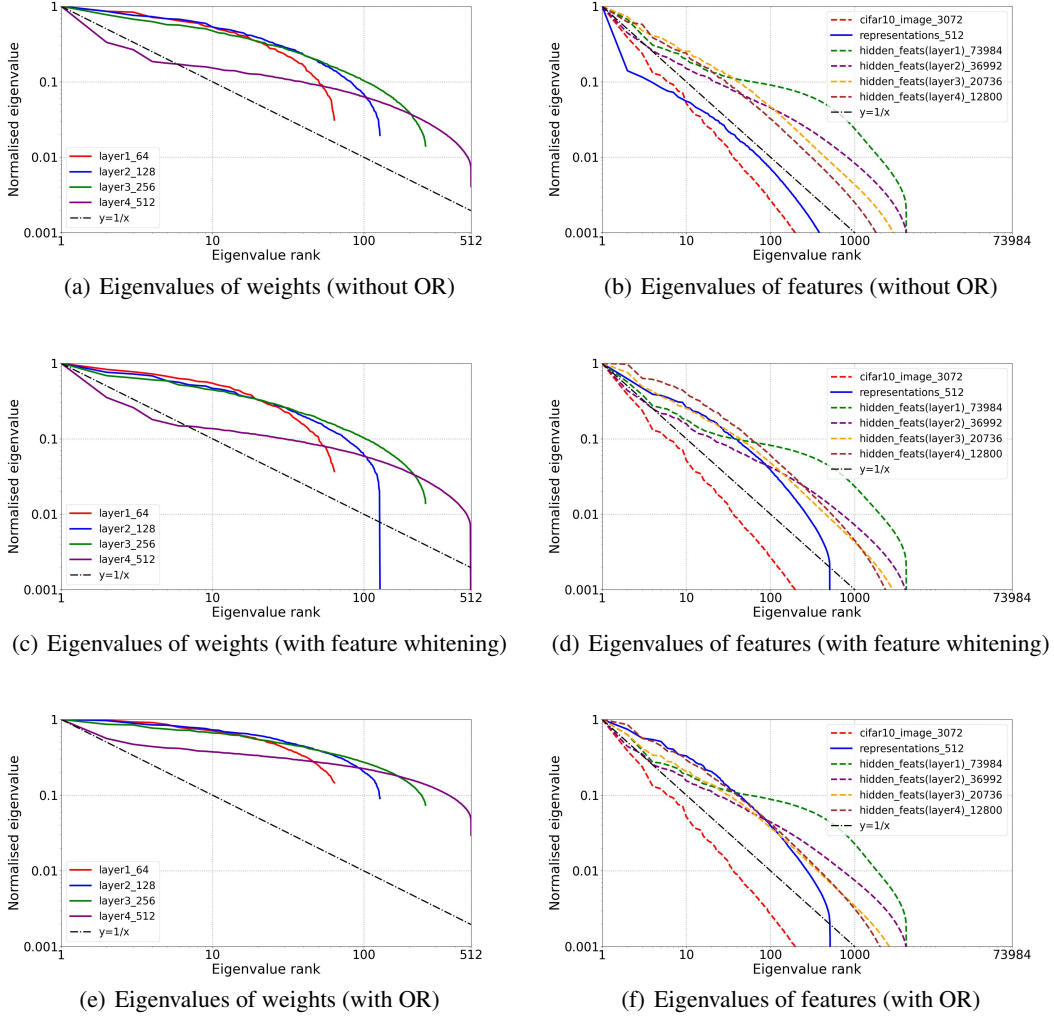 1
0.1
0.01
0.001
Normalised eigenvalue
layer1_64
layer2_128
layer3_256
layer4_512
y=1/x
1
10
100
512
Eigenvalue rank
(a) Eigenvalues of weights (without OR)
1
0.1
0.01
0.001
Normalised eigenvalue
cifar10_image_3072
representations_512
hidden_feats(layer1)_73984
hidden_feats(layer2)_36992
hidden_feats(layer3)_20736
hidden_feats(layer4)_12800
y=1/x
1
10
100
1000
73984
Eigenvalue rank
(b) Eigenvalues of features (without OR)
1
0.1
0.01
0.001
Normalised eigenvalue
layer1_64
layer2_128
layer3_256
layer4_512
y=1/x
1
10
100
512
Eigenvalue rank
(c) Eigenvalues of weights (with feature whitening)
1
0.1
0.01
0.001
Normalised eigenvalue
cifar10_image_3072
representations_512
hidden_feats(layer1)_73984
hidden_feats(layer2)_36992
hidden_feats(layer3)_20736
hidden_feats(layer4)_12800
y=1/x
1
10
100
1000
73984
Eigenvalue rank
(d) Eigenvalues of features (with feature whitening)
1
0.1
0.01
0.001
Normalised eigenvalue
layer1_64
layer2_128
layer3_256
layer4_512
y=1/x
1
10
100
512
Eigenvalue rank
(e) Eigenvalues of weights (with OR)
1
0.1
0.01
0.001
Normalised eigenvalue
cifar10_image_3072
representations_512
hidden_feats(layer1)_73984
hidden_feats(layer2)_36992
hidden_feats(layer3)_20736
hidden_feats(layer4)_12800
y=1/x
1
10
100
1000
73984
Eigenvalue rank
(f) Eigenvalues of features (with OR)